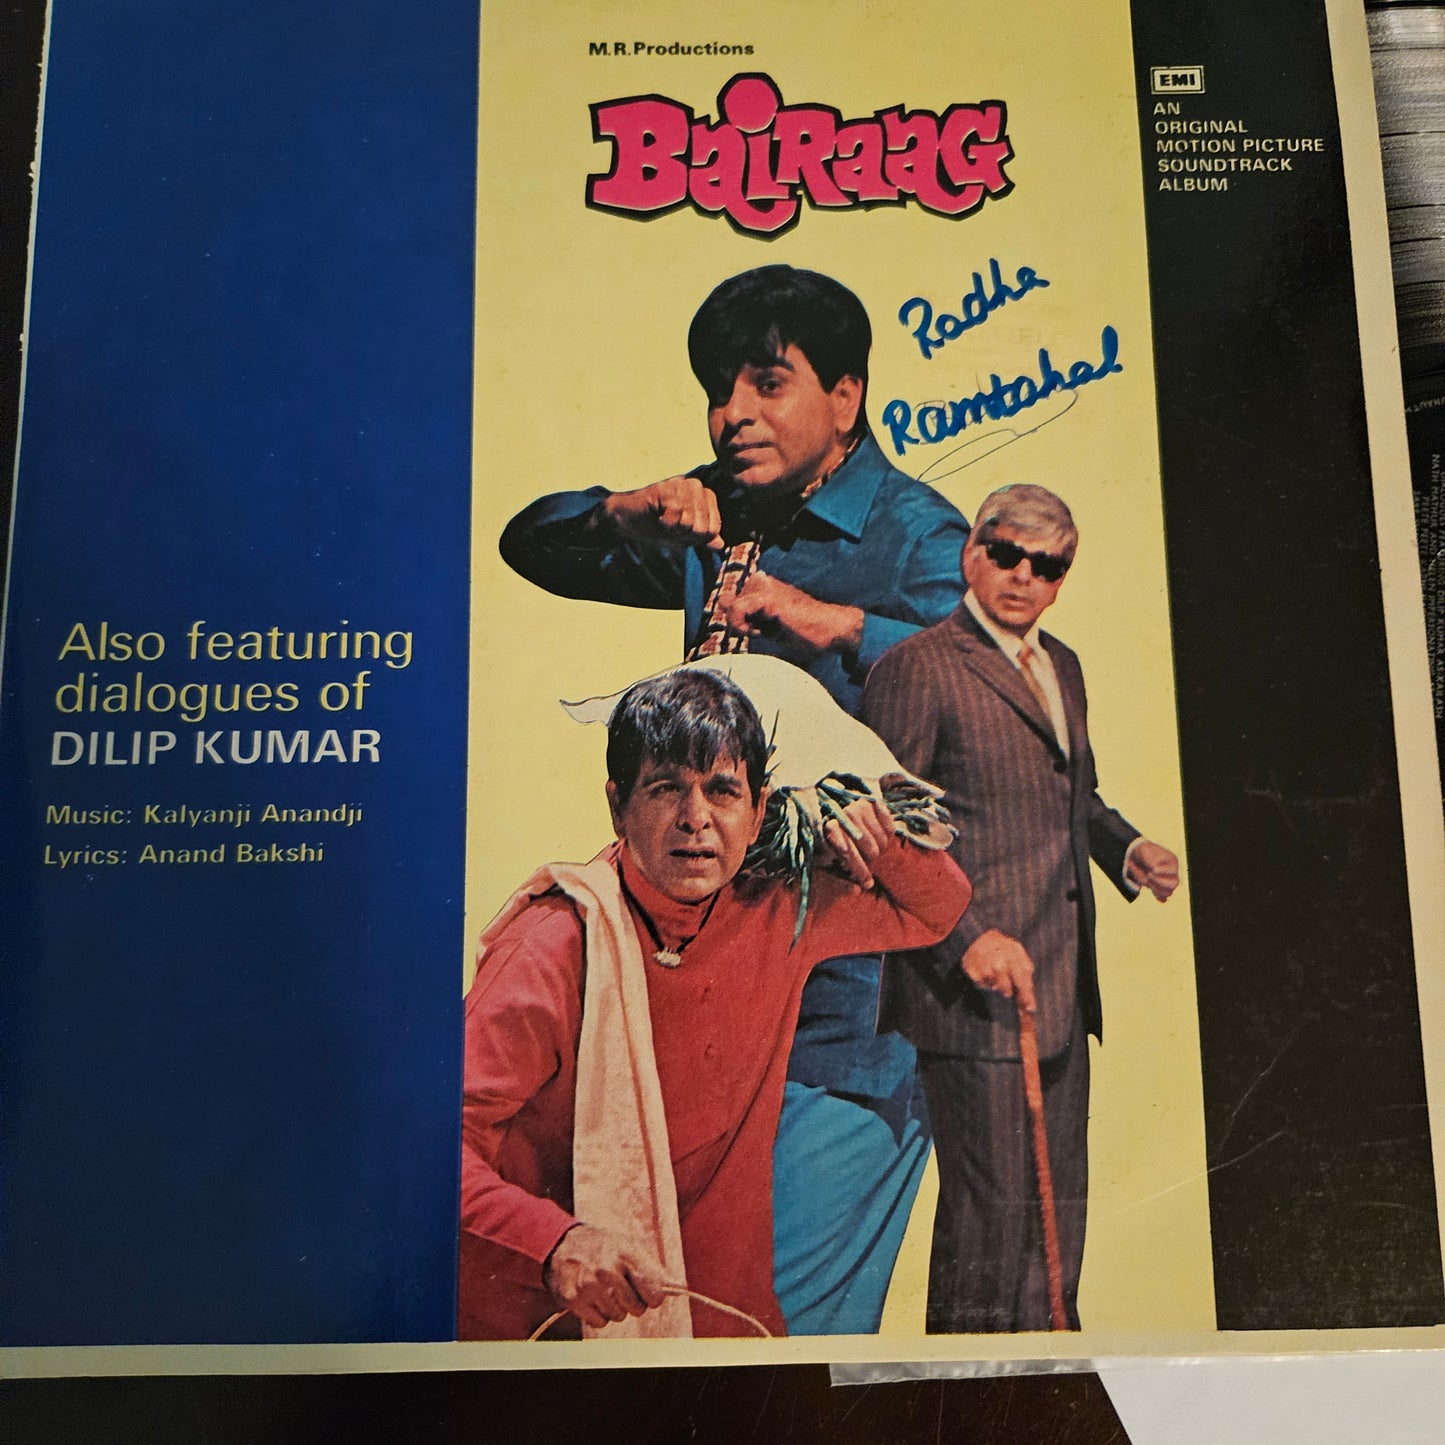 M.R.Productions
BaiRaaG
EMI
AN
ORIGINAL
MOTION PICTURE
SOUNDTRACK
ALBUM
Radha
Ramtahal
Also featuring
dialogues of
DILIP KUMAR
Music: Kalyanji Anandji
Lyrics: Anand Bakshi